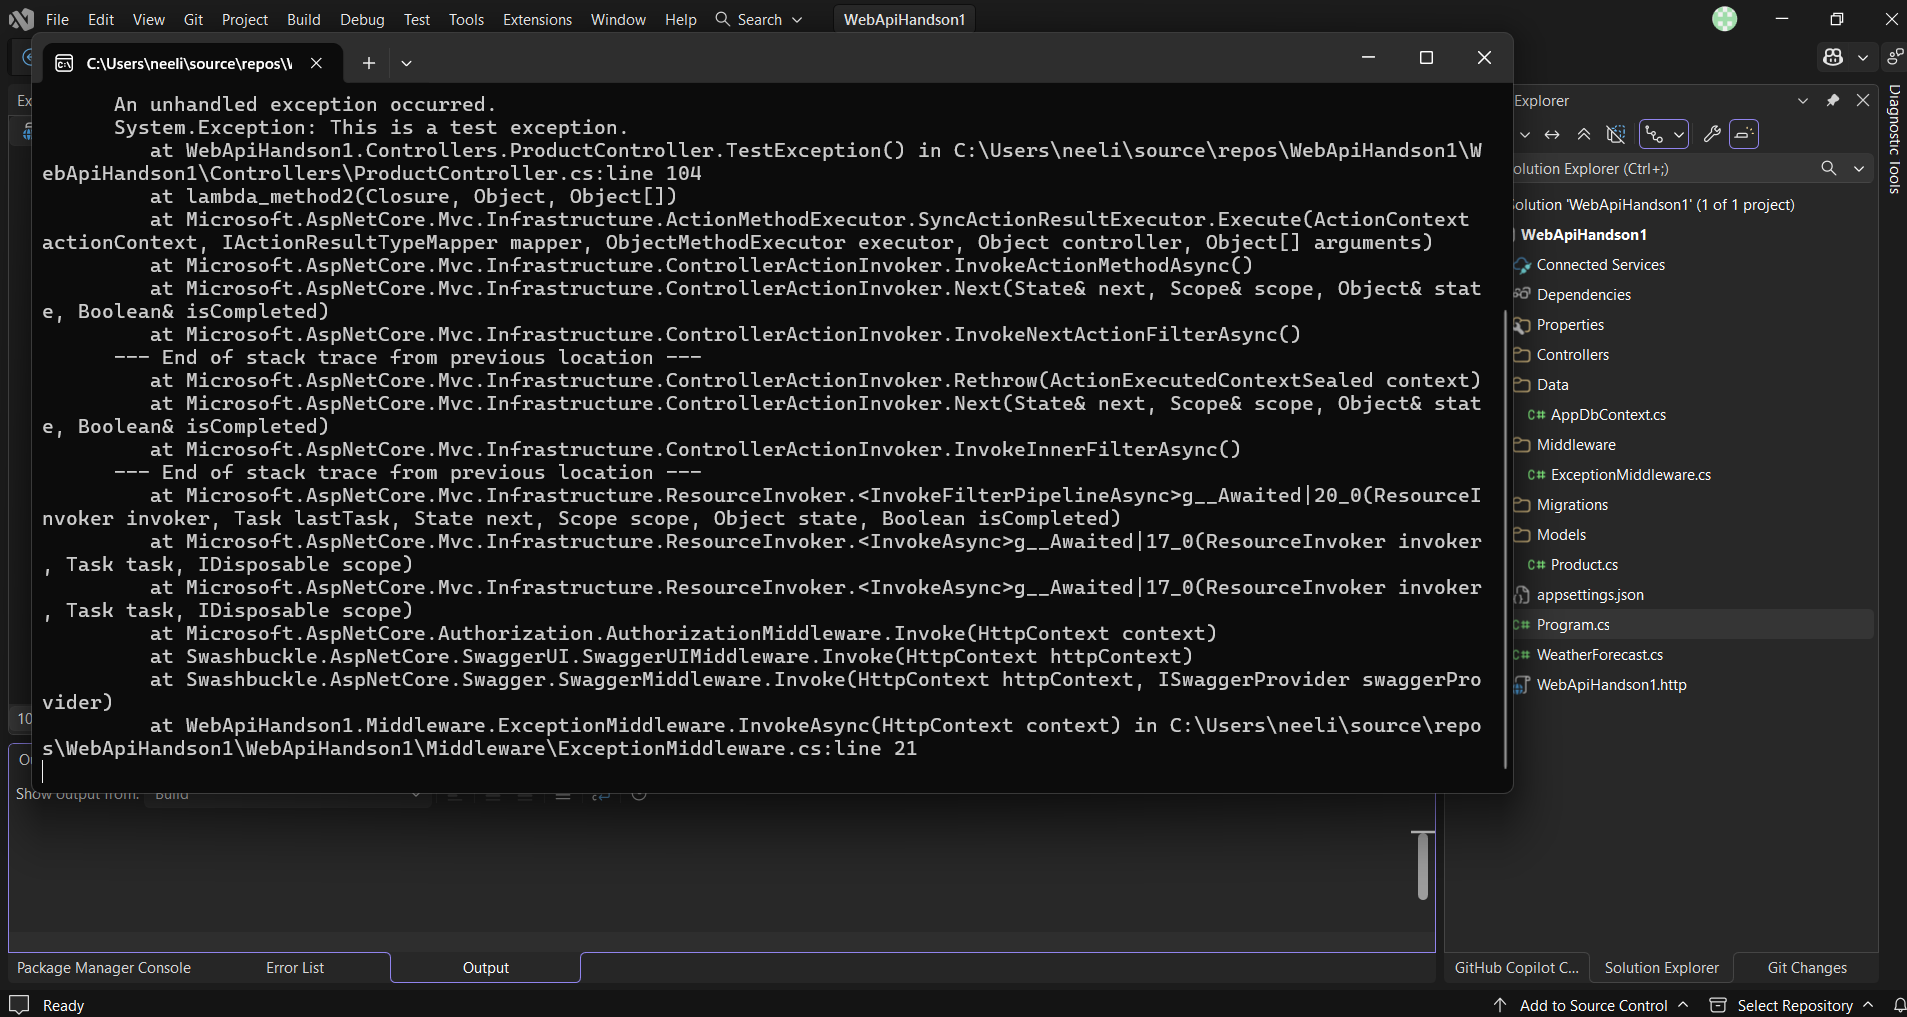 File Edit View Git Project Build Debug Test Tools Extensions Window Help Search WebApiHandson1
C:\Users\neeli\source\repos\
An unhandled exception occurred.
System.Exception: This is a test exception.
at WebApiHandson1.Controllers.ProductController.TestException() in C:\Users\neeli\source\repos\WebApiHandson1\W
ebApiHandson1\Controllers\ProductController.cs:line 104
at lambda_method2(Closure, Object, Object[])
at Microsoft.AspNetCore.Mvc.Infrastructure.ActionMethodExecutor.SyncActionResultExecutor.Execute(ActionContext
actionContext, IActionResultTypeMapper mapper, ObjectMethodExecutor executor, Object controller, Object[] arguments)
at Microsoft.AspNetCore.Mvc.Infrastructure.ControllerActionInvoker.InvokeActionMethodAsync()
at Microsoft.AspNetCore.Mvc.Infrastructure.ControllerActionInvoker.Next(State& next, Scope& scope, Object& stat
e, Boolean& isCompleted)
at Microsoft.AspNetCore.Mvc.Infrastructure.ControllerActionInvoker.InvokeNextActionFilterAsync()
--- End of stack trace from previous location ---
at Microsoft.AspNetCore.Mvc.Infrastructure.ControllerActionInvoker.Rethrow(ActionExecutedContextSealed context)
at Microsoft.AspNetCore.Mvc.Infrastructure.ControllerActionInvoker.Next(State& next, Scope& scope, Object& stat
e, Boolean& isCompleted)
at Microsoft.AspNetCore.Mvc.Infrastructure.ControllerActionInvoker.InvokeInnerFilterAsync()
--- End of stack trace from previous location ---
at Microsoft.AspNetCore.Mvc.Infrastructure.ResourceInvoker.<InvokeFilterPipelineAsync>g__Awaited|20_0(ResourceI
nvoker invoker, Task lastTask, State next, Scope scope, Object state, Boolean isCompleted)
at Microsoft.AspNetCore.Mvc.Infrastructure.ResourceInvoker.<InvokeAsync>g__Awaited|17_0(ResourceInvoker invoker
, Task task, IDisposable scope)
at Microsoft.AspNetCore.Mvc.Infrastructure.ResourceInvoker.<InvokeAsync>g__Awaited|17_0(ResourceInvoker invoker
, Task task, IDisposable scope)
at Microsoft.AspNetCore.Authorization.AuthorizationMiddleware.Invoke(HttpContext context)
at Swashbuckle.AspNetCore.SwaggerUI.SwaggerUIMiddleware.Invoke(HttpContext httpContext)
at Swashbuckle.AspNetCore.Swagger.SwaggerMiddleware.Invoke(HttpContext httpContext, ISwaggerProvider swaggerPro
vider)
at WebApiHandson1.Middleware.ExceptionMiddleware.InvokeAsync(HttpContext context) in C:\Users\neeli\source\repo
s\WebApiHandson1\WebApiHandson1\Middleware\ExceptionMiddleware.cs:line 21
Ex
10
Show output from: Build
Explorer
olution Explorer (Ctrl+;)
olution 'WebApiHandson1' (1 of 1 project)
WebApiHandson1
Connected Services
Dependencies
Properties
Controllers
Data
C# AppDbContext.cs
Middleware
C# ExceptionMiddleware.cs
Migrations
Models
C# Product.cs
appsettings.json
C# Program.cs
C# WeatherForecast.cs
WebApiHandson1.http
Diagnostic Tools
Package Manager Console Error List Output
GitHub Copilot C... Solution Explorer Git Changes
Ready Add to Source Control Select Repository